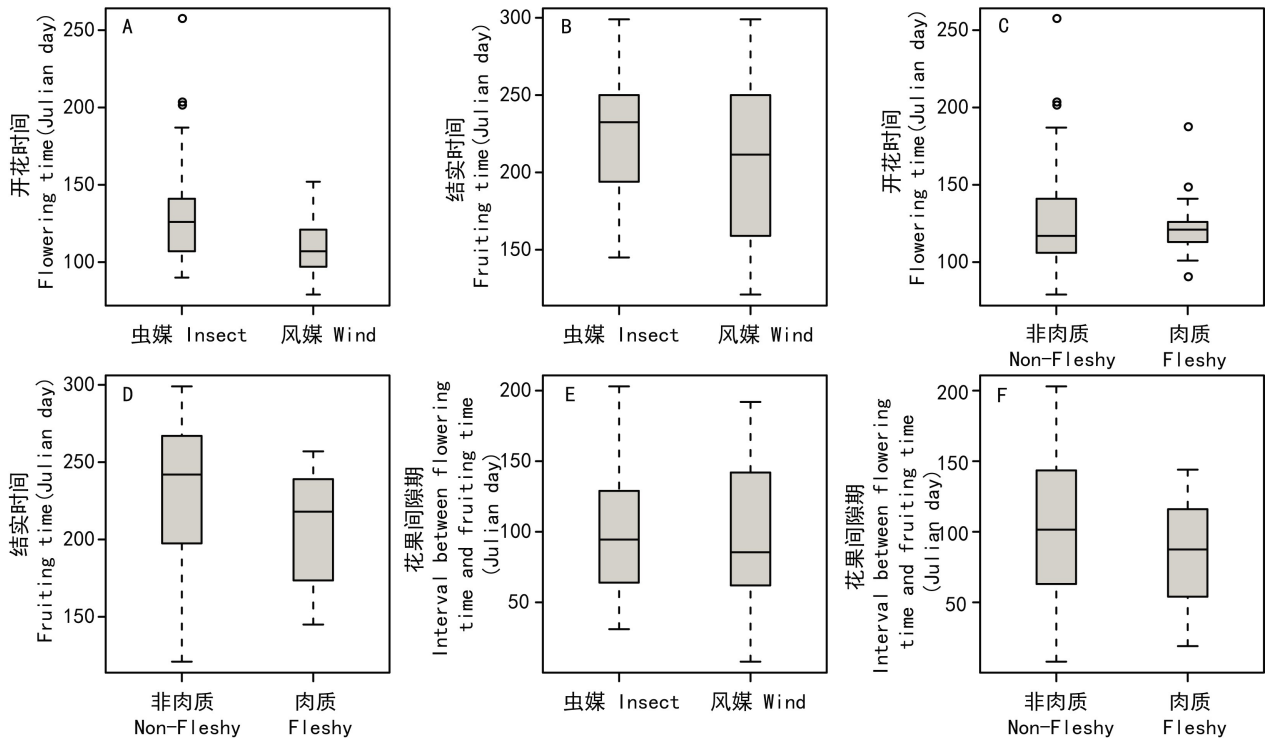 A
开花时间
Flowering time(Julian day)
250
200
150
100
虫媒 Insect
风媒 Wind
B
结实时间
Fruiting time(Julian day)
300
250
200
150
虫媒 Insect
风媒 Wind
C
开花时间
Flowering time(Julian day)
250
200
150
100
非肉质
Non-Fleshy
肉质
Fleshy
D
结实时间
Fruiting time(Julian day)
300
250
200
150
非肉质
Non-Fleshy
肉质
Fleshy
E
花果间隙期
Interval between flowering
time and fruiting time
(Julian day)
200
150
100
50
虫媒 Insect
风媒 Wind
F
花果间隙期
Interval between flowering
time and fruiting time
(Julian day)
200
150
100
50
非肉质
Non-Fleshy
肉质
Fleshy